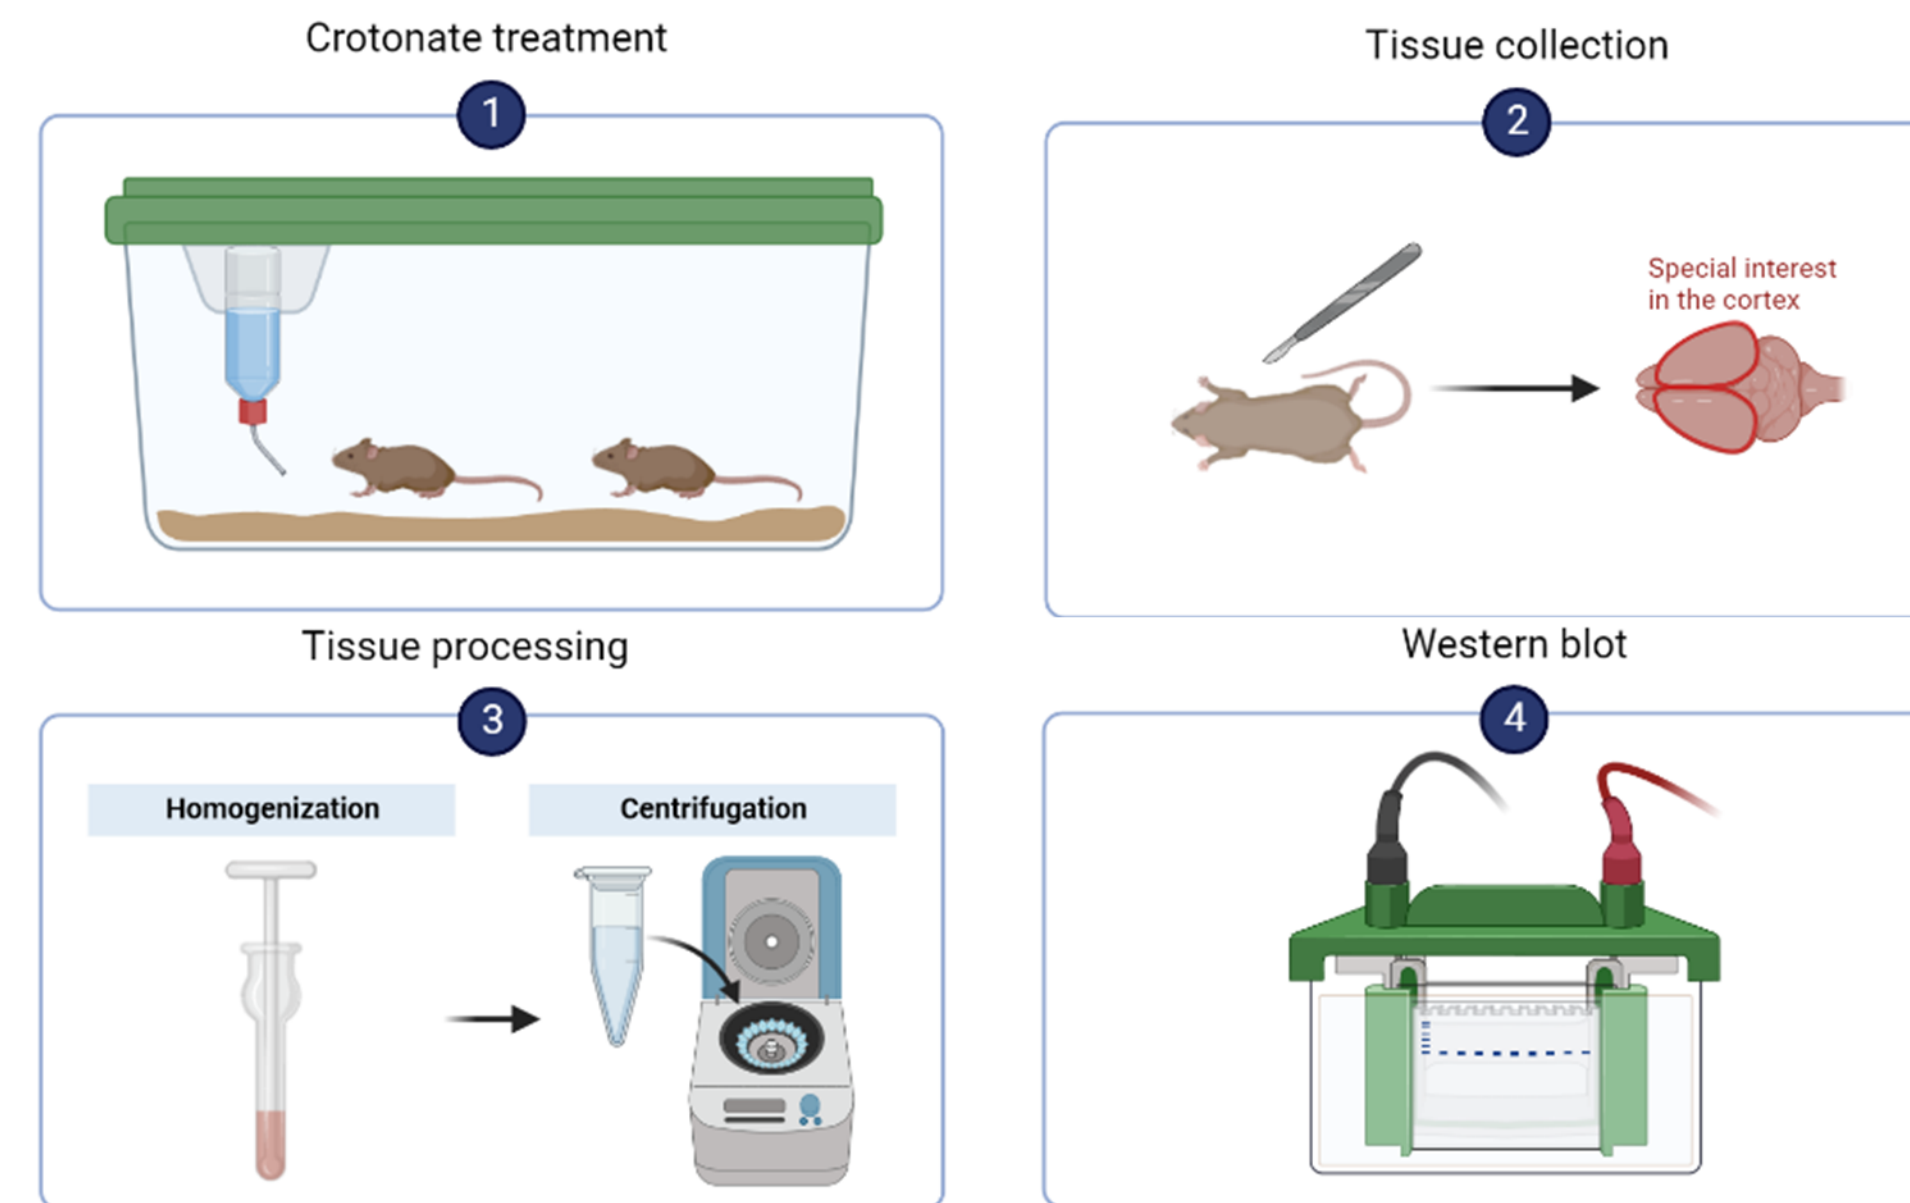 Crotonate treatment
1
Tissue collection
2
Special interest
in the cortex
Tissue processing
3
Homogenization
Centrifugation
Western blot
4